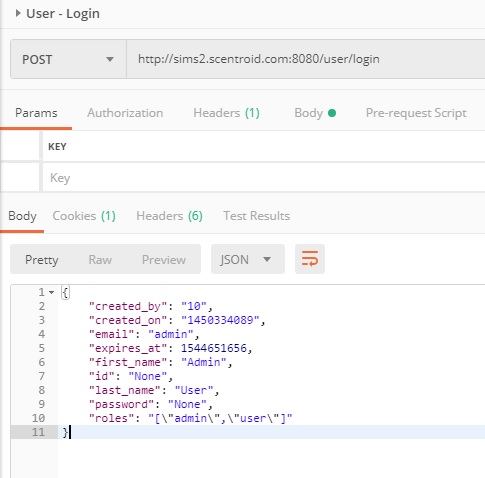 User - Login
POST http://sims2.scentroid.com:8080/user/login
Params Authorization Headers (1) Body Pre-request Script
KEY
Key
Body Cookies (1) Headers (6) Test Results
Pretty Raw Preview JSON
1 {
2 "created_by": "10",
3 "created_on": "1450334089",
4 "email": "admin",
5 "expires_at": 1544651656,
6 "first_name": "Admin",
7 "id": "None",
8 "last_name": "User",
9 "password": "None",
10 "roles": "[\"admin\",\"user\"]"
11 }